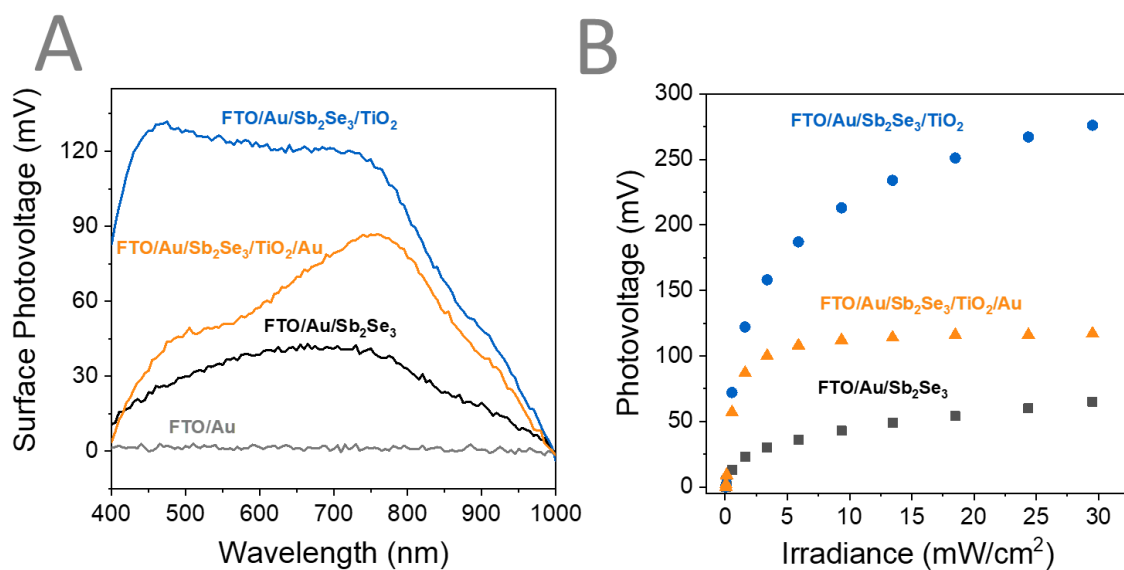 A
Surface Photovoltage (mV)
120
90
60
30
0
FTO/Au/Sb₂Se₃/TiO₂
FTO/Au/Sb₂Se₃/TiO₂/Au
FTO/Au/Sb₂Se₃
FTO/Au
400 500 600 700 800 900 1000
Wavelength (nm)
B
Photovoltage (mV)
300
250
200
150
100
50
0
FTO/Au/Sb₂Se₃/TiO₂
FTO/Au/Sb₂Se₃/TiO₂/Au
FTO/Au/Sb₂Se₃
0 5 10 15 20 25 30
Irradiance (mW/cm²)